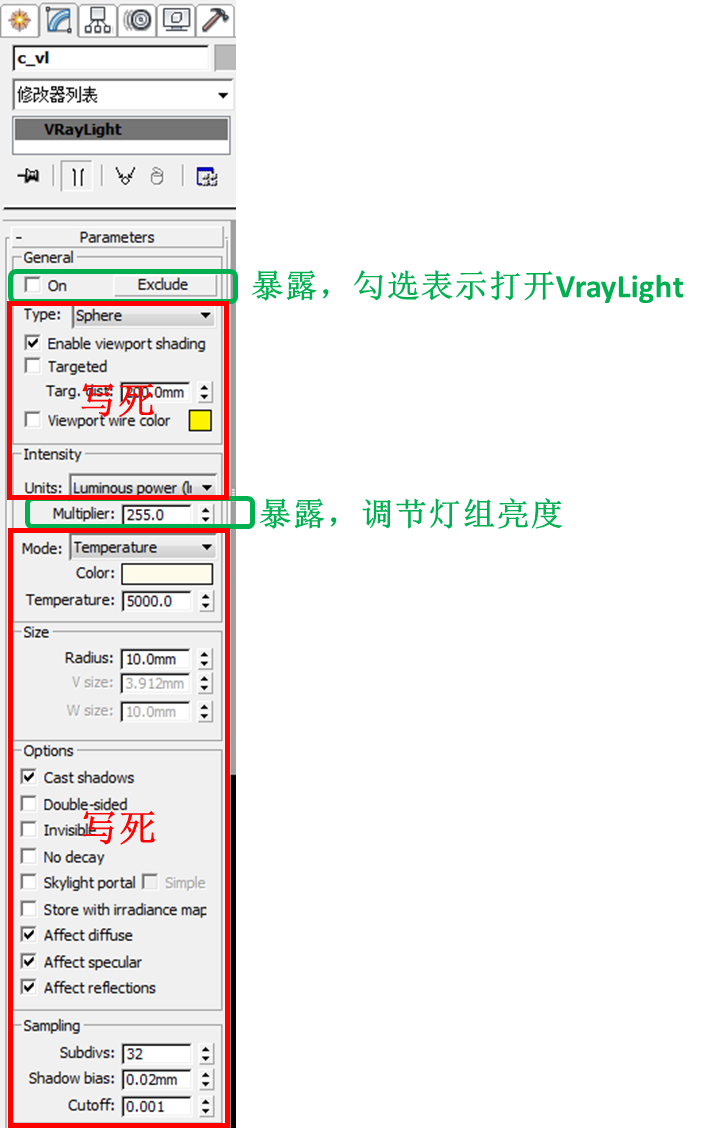 c_vl
修改器列表
VRayLight
- Parameters
General
On Exclude
暴露，勾选表示打开VrayLight
Type: Sphere
Enable viewport shading
Targeted
Targ. dist: 200.0mm
写死
Viewport wire color
Intensity
Units: Luminous power (l
Multiplier: 255.0
暴露，调节灯组亮度
Mode: Temperature
Color:
Temperature: 5000.0
Size
Radius: 10.0mm
V size: 3.912mm
W size: 10.0mm
Options
Cast shadows
Double-sided
Invisible
写死
No decay
Skylight portal Simple
Store with irradiance map
Affect diffuse
Affect specular
Affect reflections
Sampling
Subdivs: 32
Shadow bias: 0.02mm
Cutoff: 0.001